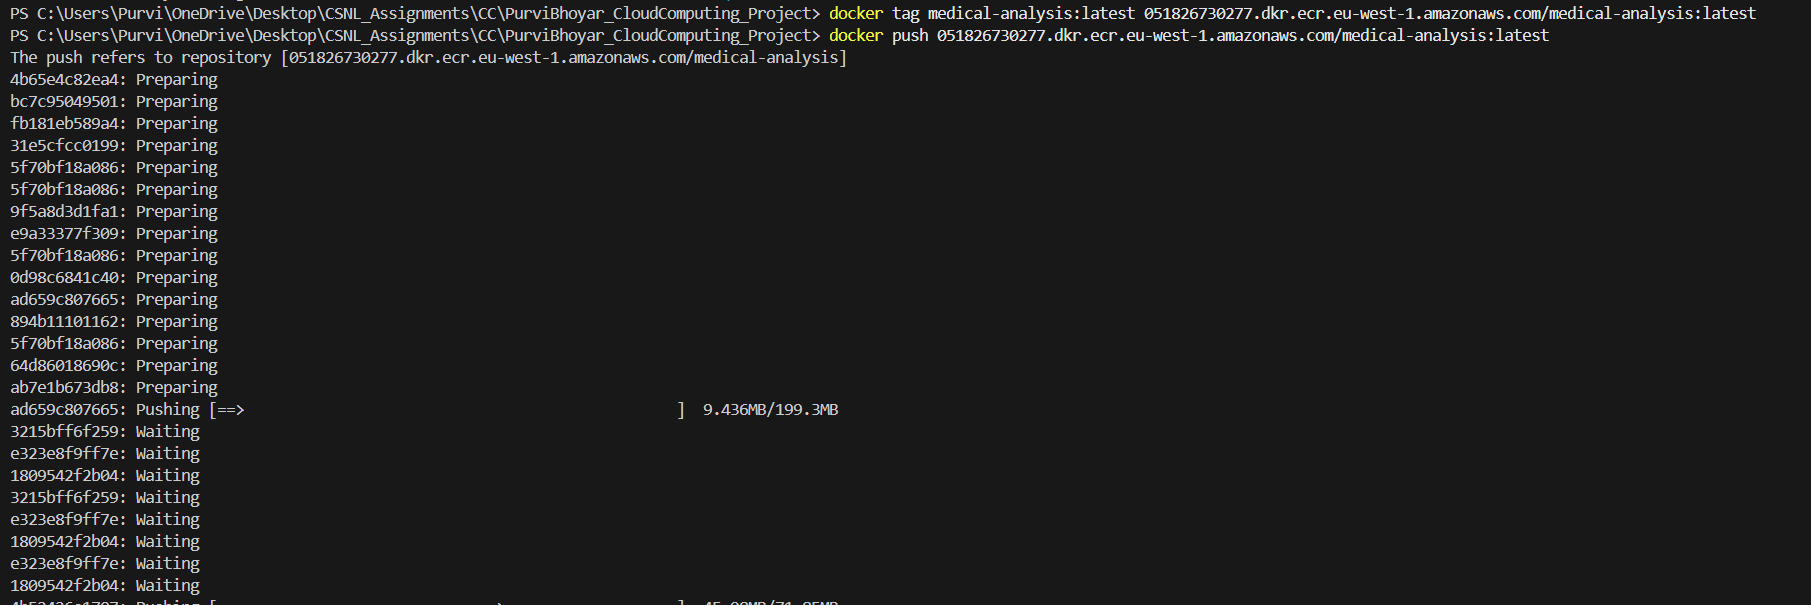 PS C:\Users\Purvi\OneDrive\Desktop\CSNL_Assignments\CC\PurviBhoyar_CloudComputing_Project> docker tag medical-analysis:latest 051826730277.dkr.ecr.eu-west-1.amazonaws.com/medical-analysis:latest
PS C:\Users\Purvi\OneDrive\Desktop\CSNL_Assignments\CC\PurviBhoyar_CloudComputing_Project> docker push 051826730277.dkr.ecr.eu-west-1.amazonaws.com/medical-analysis:latest
The push refers to repository [051826730277.dkr.ecr.eu-west-1.amazonaws.com/medical-analysis]
4b65e4c82ea4: Preparing
bc7c95049501: Preparing
fb181eb589a4: Preparing
31e5cfcc0199: Preparing
5f70bf18a086: Preparing
5f70bf18a086: Preparing
9f5a8d3d1fa1: Preparing
e9a33377f309: Preparing
5f70bf18a086: Preparing
0d98c6841c40: Preparing
ad659c807665: Preparing
894b11101162: Preparing
5f70bf18a086: Preparing
64d86018690c: Preparing
ab7e1b673db8: Preparing
ad659c807665: Pushing [==>                                                ]  9.436MB/199.3MB
3215bff6f259: Waiting
e323e8f9ff7e: Waiting
1809542f2b04: Waiting
3215bff6f259: Waiting
e323e8f9ff7e: Waiting
1809542f2b04: Waiting
e323e8f9ff7e: Waiting
1809542f2b04: Waiting